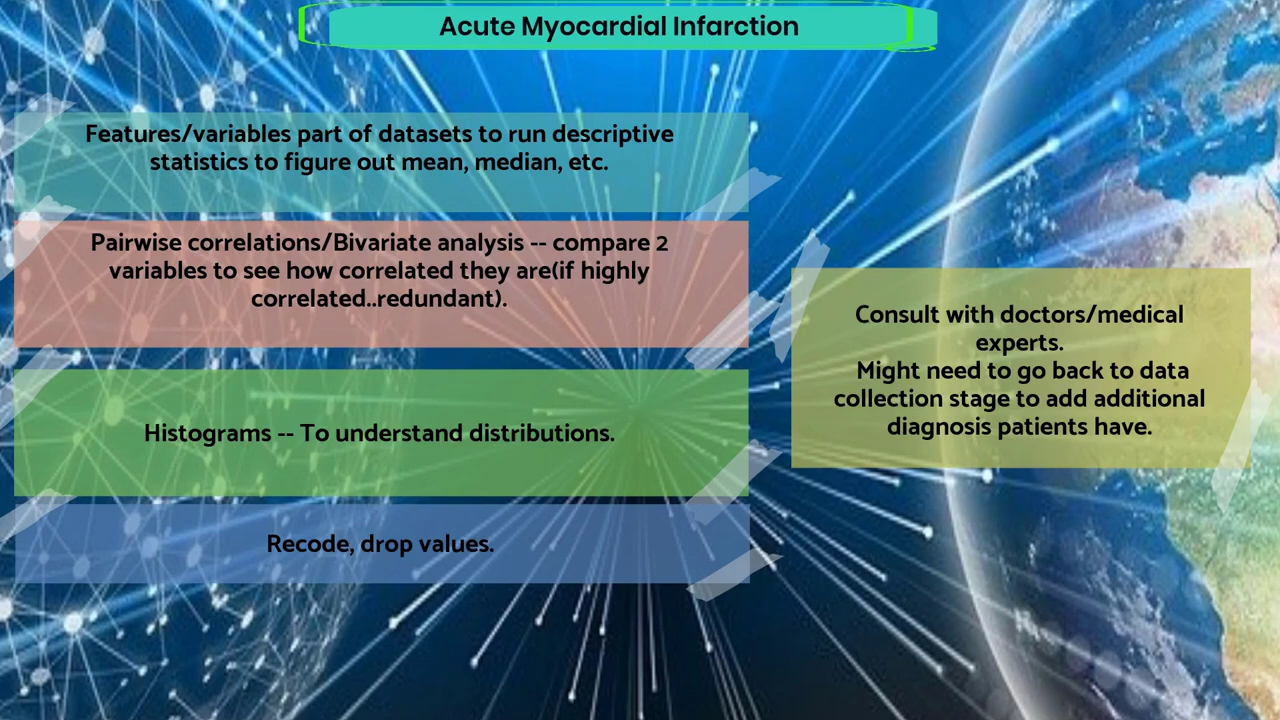 Acute Myocardial Infarction
Features/variables part of datasets to run descriptive
statistics to figure out mean, median, etc.
Pairwise correlations/Bivariate analysis -- compare 2
variables to see how correlated they are(if highly
correlated..redundant).
Histograms -- To understand distributions.
Recode, drop values.
Consult with doctors/medical
experts.
Might need to go back to data
collection stage to add additional
diagnosis patients have.